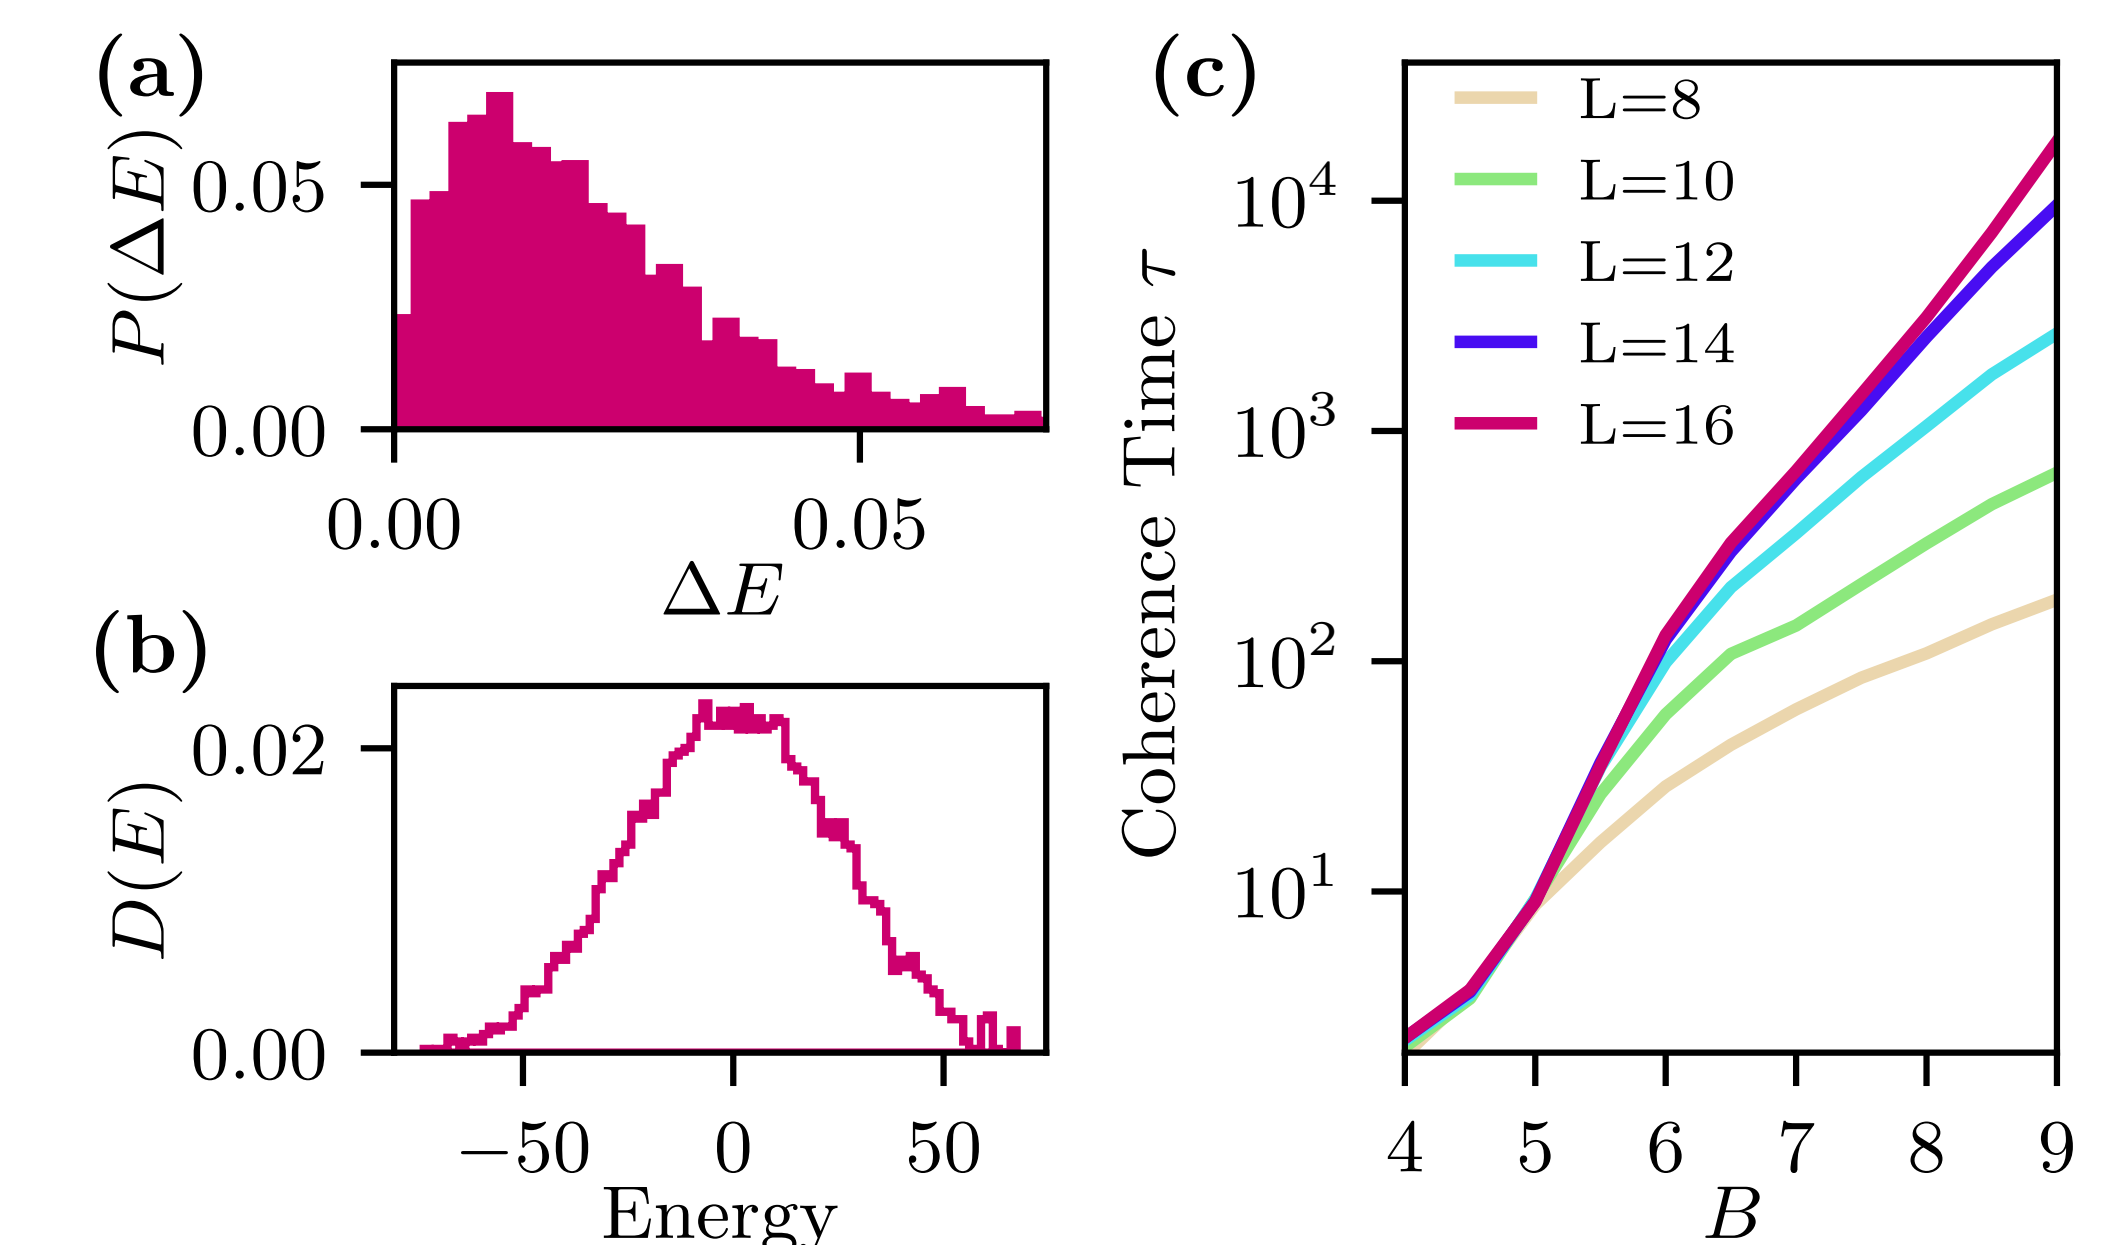 (a)
P(ΔE)
0.05
0.00
0.00 0.05
ΔE
(b)
D(E)
0.02
0.00
−50 0 50
Energy
(c)
Coherence Time τ
10⁴
10³
10²
10¹
L=8
L=10
L=12
L=14
L=16
4 5 6 7 8 9
B